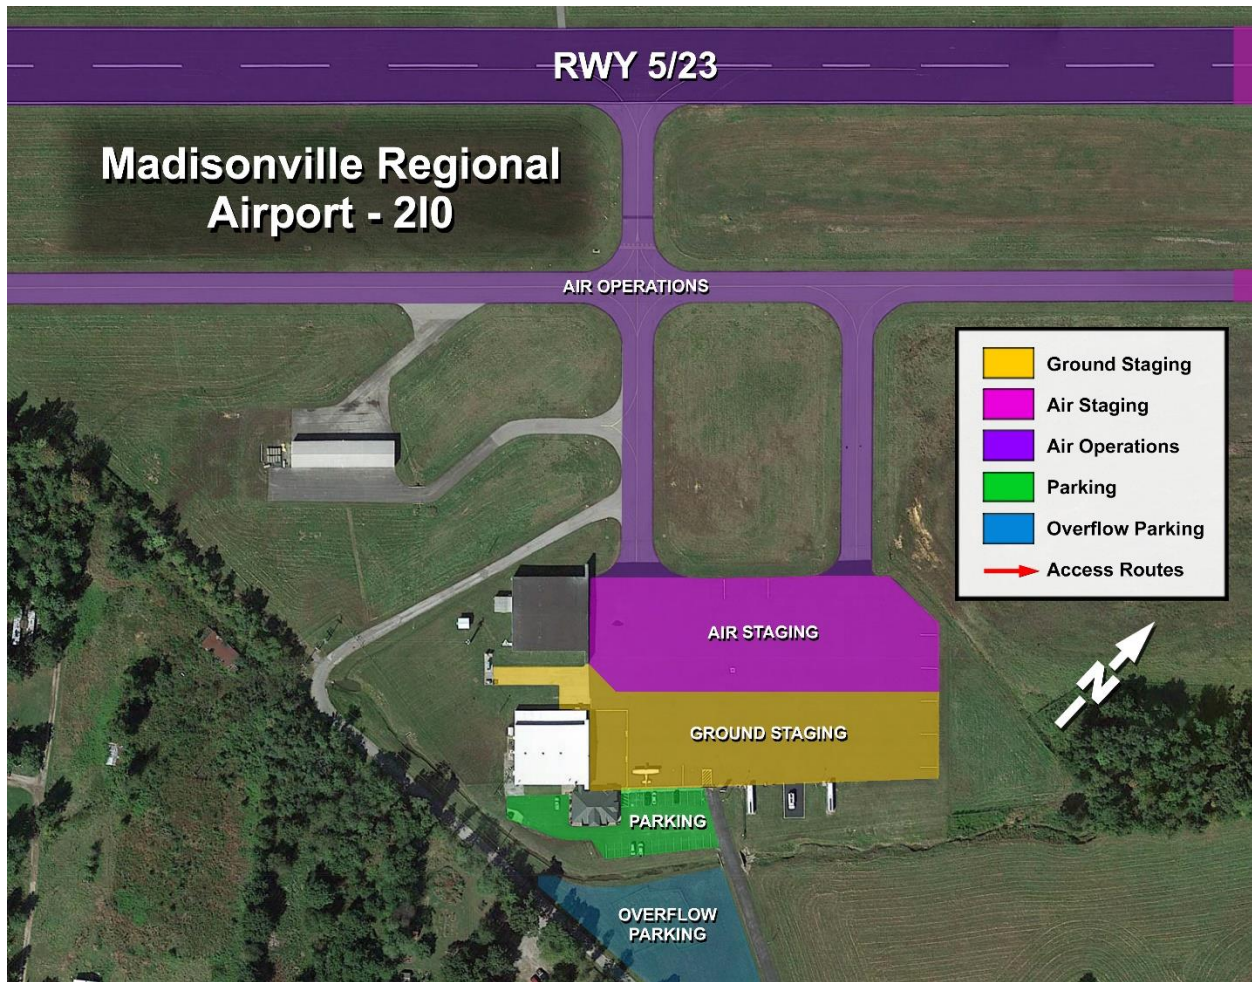 RWY 5/23
Madisonville Regional
Airport - 2I0
AIR OPERATIONS
Ground Staging
Air Staging
Air Operations
Parking
Overflow Parking
Access Routes
AIR STAGING
N
GROUND STAGING
PARKING
OVERFLOW
PARKING